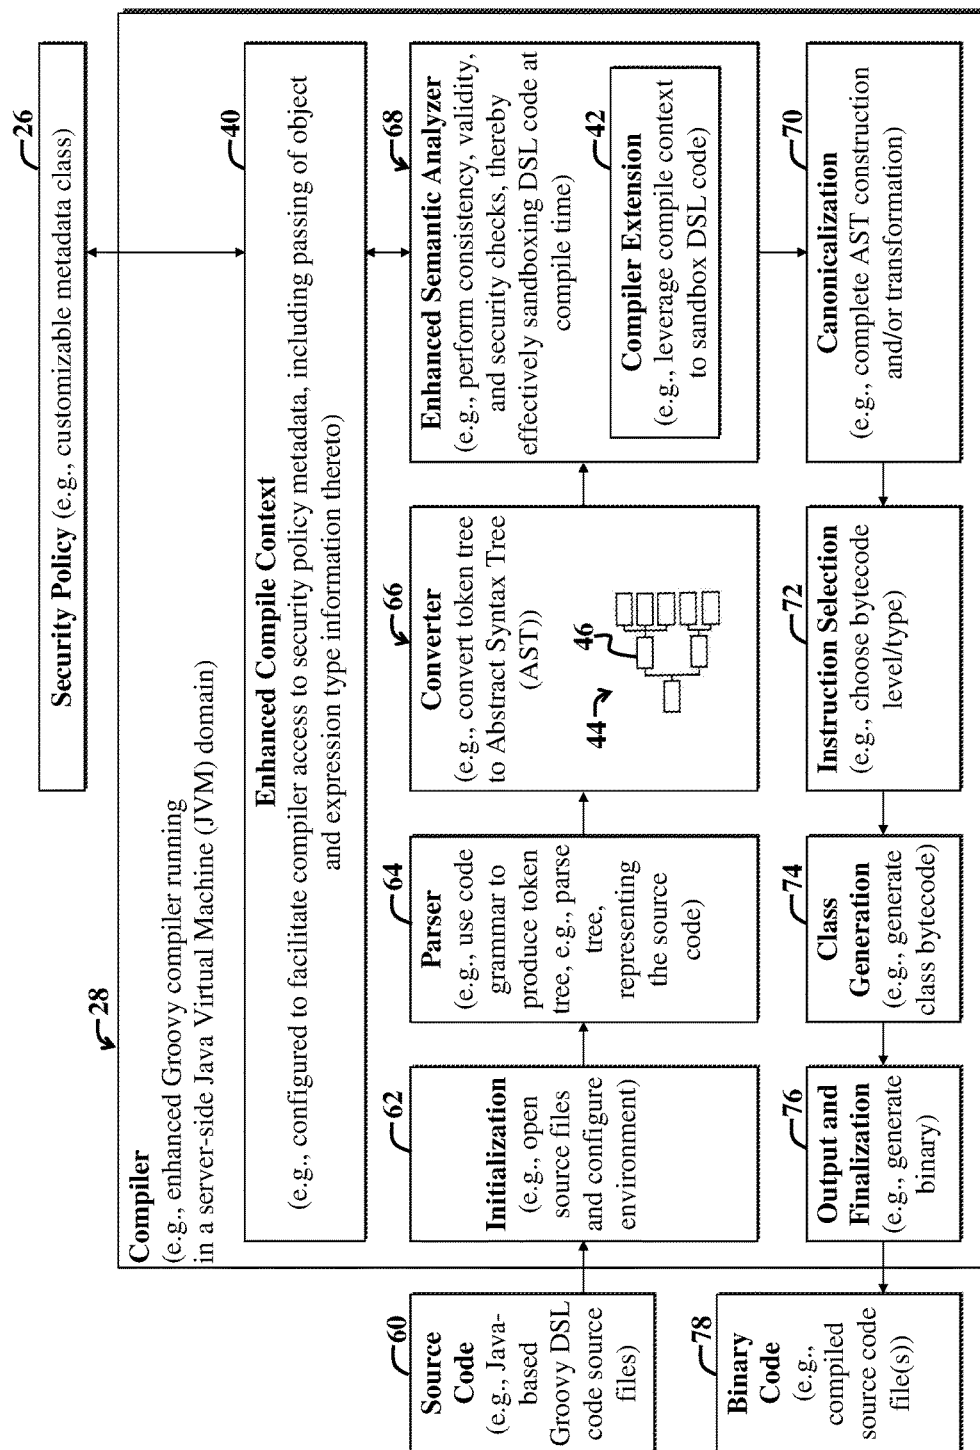 Security Policy (e.g., customizable metadata class)
26
28
Compiler
(e.g., enhanced Groovy compiler running
in a server-side Java Virtual Machine (JVM) domain)
40
Enhanced Compile Context
(e.g., configured to facilitate compiler access to security policy metadata, including passing of object
and expression type information thereto)
60
Source
Code
(e.g., Java-
based
Groovy DSL
code source
files)
62
Initialization
(e.g., open
source files
and configure
environment)
64
Parser
(e.g., use code
grammar to
produce token
tree, e.g., parse
tree,
representing
the source
code)
66
Converter
(e.g., convert token tree
to Abstract Syntax Tree
(AST))
44
46
68
Enhanced Semantic Analyzer
(e.g., perform consistency, validity,
and security checks, thereby
effectively sandboxing DSL code at
compile time)
42
Compiler Extension
(e.g., leverage compile context
to sandbox DSL code)
70
Canonicalization
(e.g., complete AST construction
and/or transformation)
72
Instruction Selection
(e.g., choose bytecode
level/type)
74
Class
Generation
(e.g., generate
class bytecode)
76
Output and
Finalization
(e.g., generate
binary)
78
Binary
Code
(e.g.,
compiled
source code
file(s))